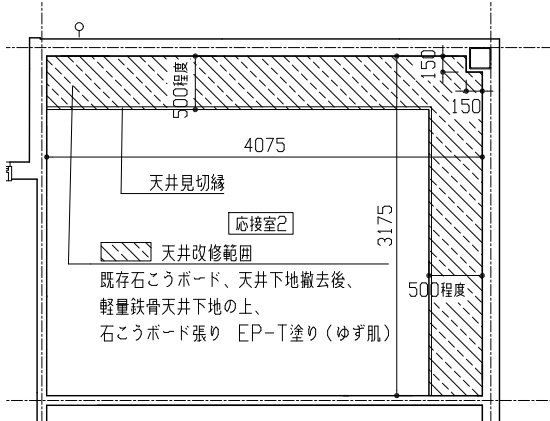 150
500程度
150
4075
天井見切縁
応接室2
3175
天井改修範囲
500程度
既存石こうボード、天井下地撤去後、
軽量鉄骨天井下地の上、
石こうボード張り　EP-T塗り（ゆず肌）